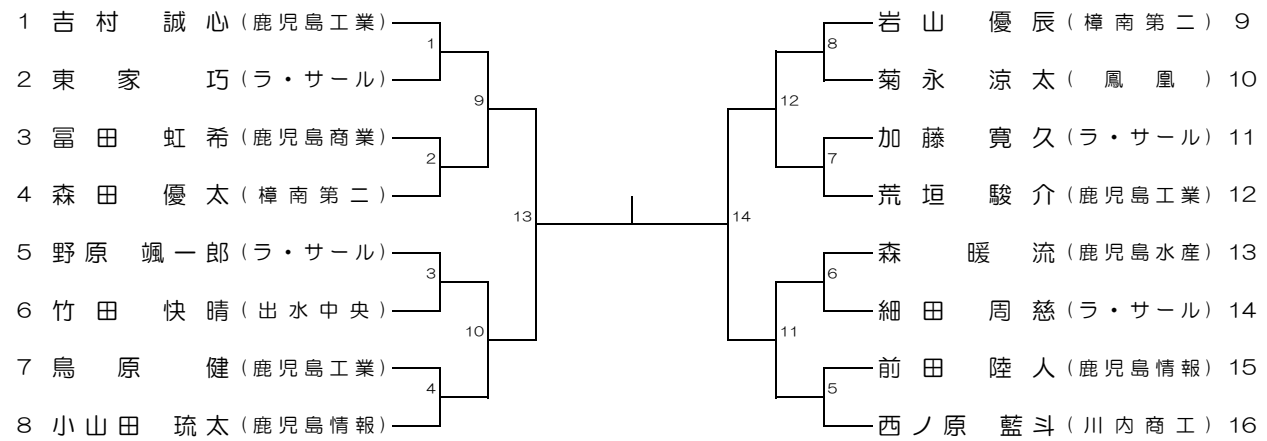 1 吉村 誠心 (鹿児島工業)
2 東家 巧 (ラ・サール)
3 冨田 虹希 (鹿児島商業)
4 森田 優太 (樟南第二)
5 野原 颯一郎 (ラ・サール)
6 竹田 快晴 (出水中央)
7 鳥原 健 (鹿児島工業)
8 小山田 琉太 (鹿児島情報)
1
2
3
4
9
10
13
14
12
11
8
7
6
5
岩山 優辰 (樟南第二) 9
菊永 涼太 (鳳凰) 10
加藤 寛久 (ラ・サール) 11
荒垣 駿介 (鹿児島工業) 12
森 暖流 (鹿児島水産) 13
細田 周慈 (ラ・サール) 14
前田 陸人 (鹿児島情報) 15
西ノ原 藍斗 (川内商工) 16